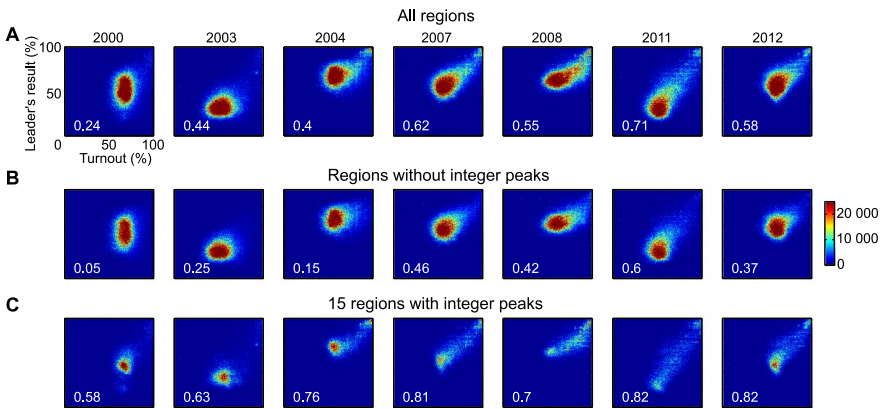 All regions
A
2000 2003 2004 2007 2008 2011 2012
Leader's result (%)
100
50
0 50 100
Turnout (%)
0.24 0.44 0.4 0.62 0.55 0.71 0.58
B
Regions without integer peaks
0.05 0.25 0.15 0.46 0.42 0.6 0.37
20 000
10 000
0
C
15 regions with integer peaks
0.58 0.63 0.76 0.81 0.7 0.82 0.82